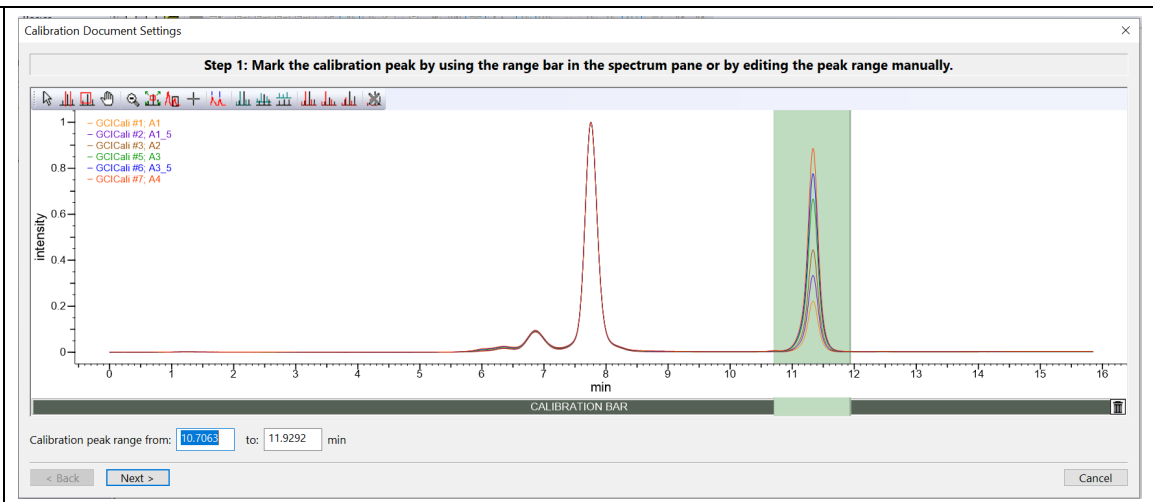 Calibration Document Settings
Step 1: Mark the calibration peak by using the range bar in the spectrum pane or by editing the peak range manually.
1
GCICali #1; A1
GCICali #2; A1_5
GCICali #3; A2
GCICali #5; A3
GCICali #6; A3_5
GCICali #7; A4
0.8
0.6
intensity
0.4
0.2
0
0 1 2 3 4 5 6 7 8 9 10 11 12 13 14 15 16
min
CALIBRATION BAR
Calibration peak range from: 10.7063 to: 11.9292 min
< Back Next > Cancel